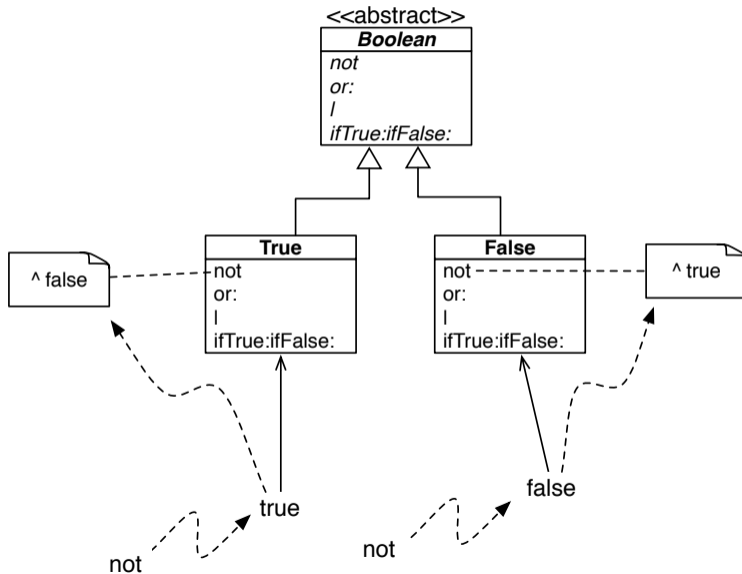 <<abstract>>
Boolean
not
or:
|
ifTrue:ifFalse:
True
not
or:
|
ifTrue:ifFalse:
False
not
or:
|
ifTrue:ifFalse:
^ false
^ true
true
false
not
not